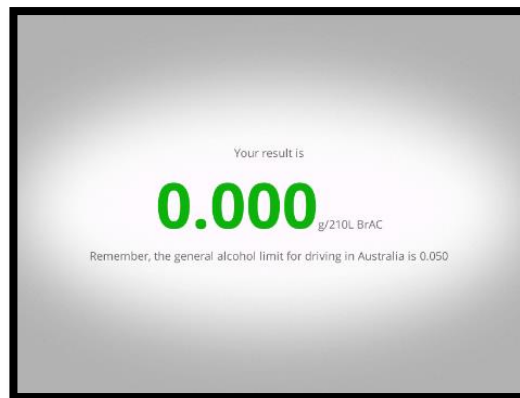 Your result is
0.000 g/210L BrAC
Remember, the general alcohol limit for driving in Australia is 0.050